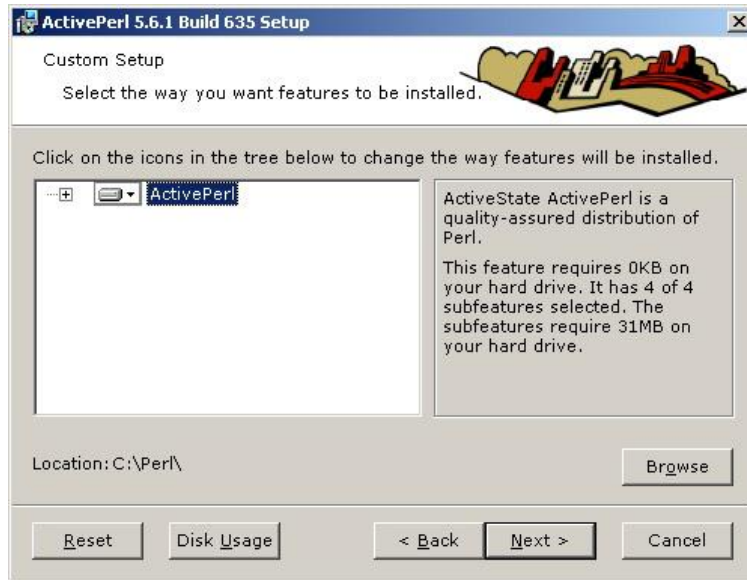 ActivePerl 5.6.1 Build 635 Setup
Custom Setup
Select the way you want features to be installed.
Click on the icons in the tree below to change the way features will be installed.
ActivePerl
ActiveState ActivePerl is a
quality-assured distribution of
Perl.
This feature requires 0KB on
your hard drive. It has 4 of 4
subfeatures selected. The
subfeatures require 31MB on
your hard drive.
Location: C:\Perl\
Browse
Reset
Disk Usage
< Back
Next >
Cancel